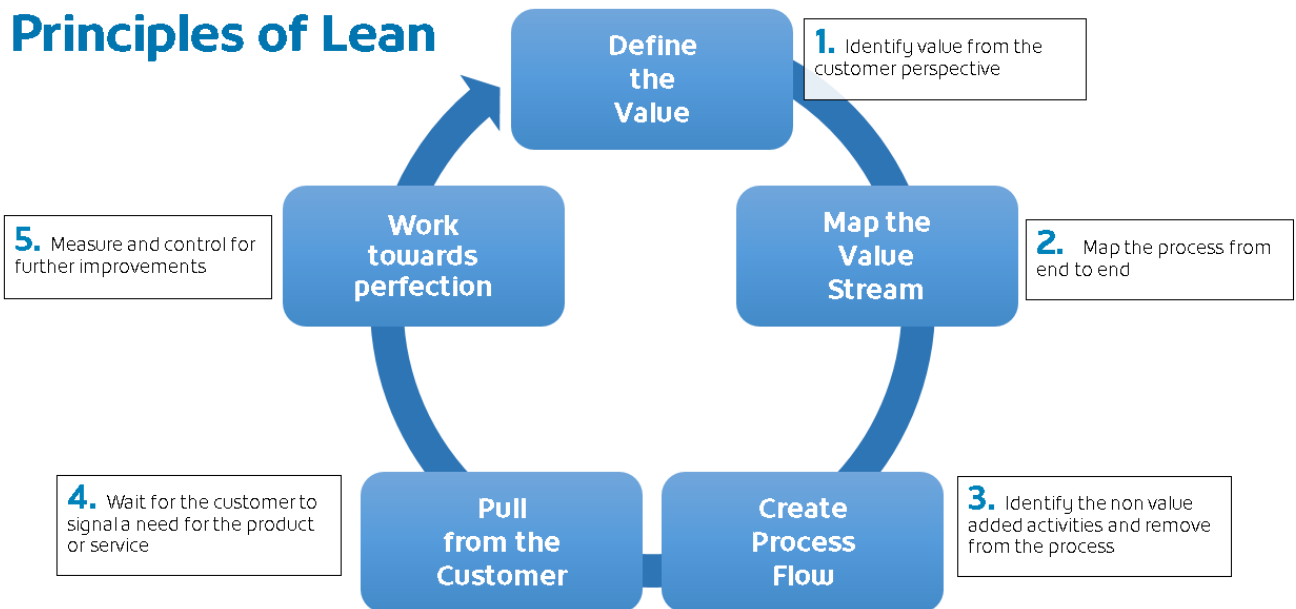 Principles of Lean
Define
the
Value
1. Identify value from the
customer perspective
Map the
Value
Stream
2. Map the process from
end to end
Create
Process
Flow
3. Identify the non value
added activities and remove
from the process
Pull
from the
Customer
4. Wait for the customer to
signal a need for the product
or service
Work
towards
perfection
5. Measure and control for
further improvements